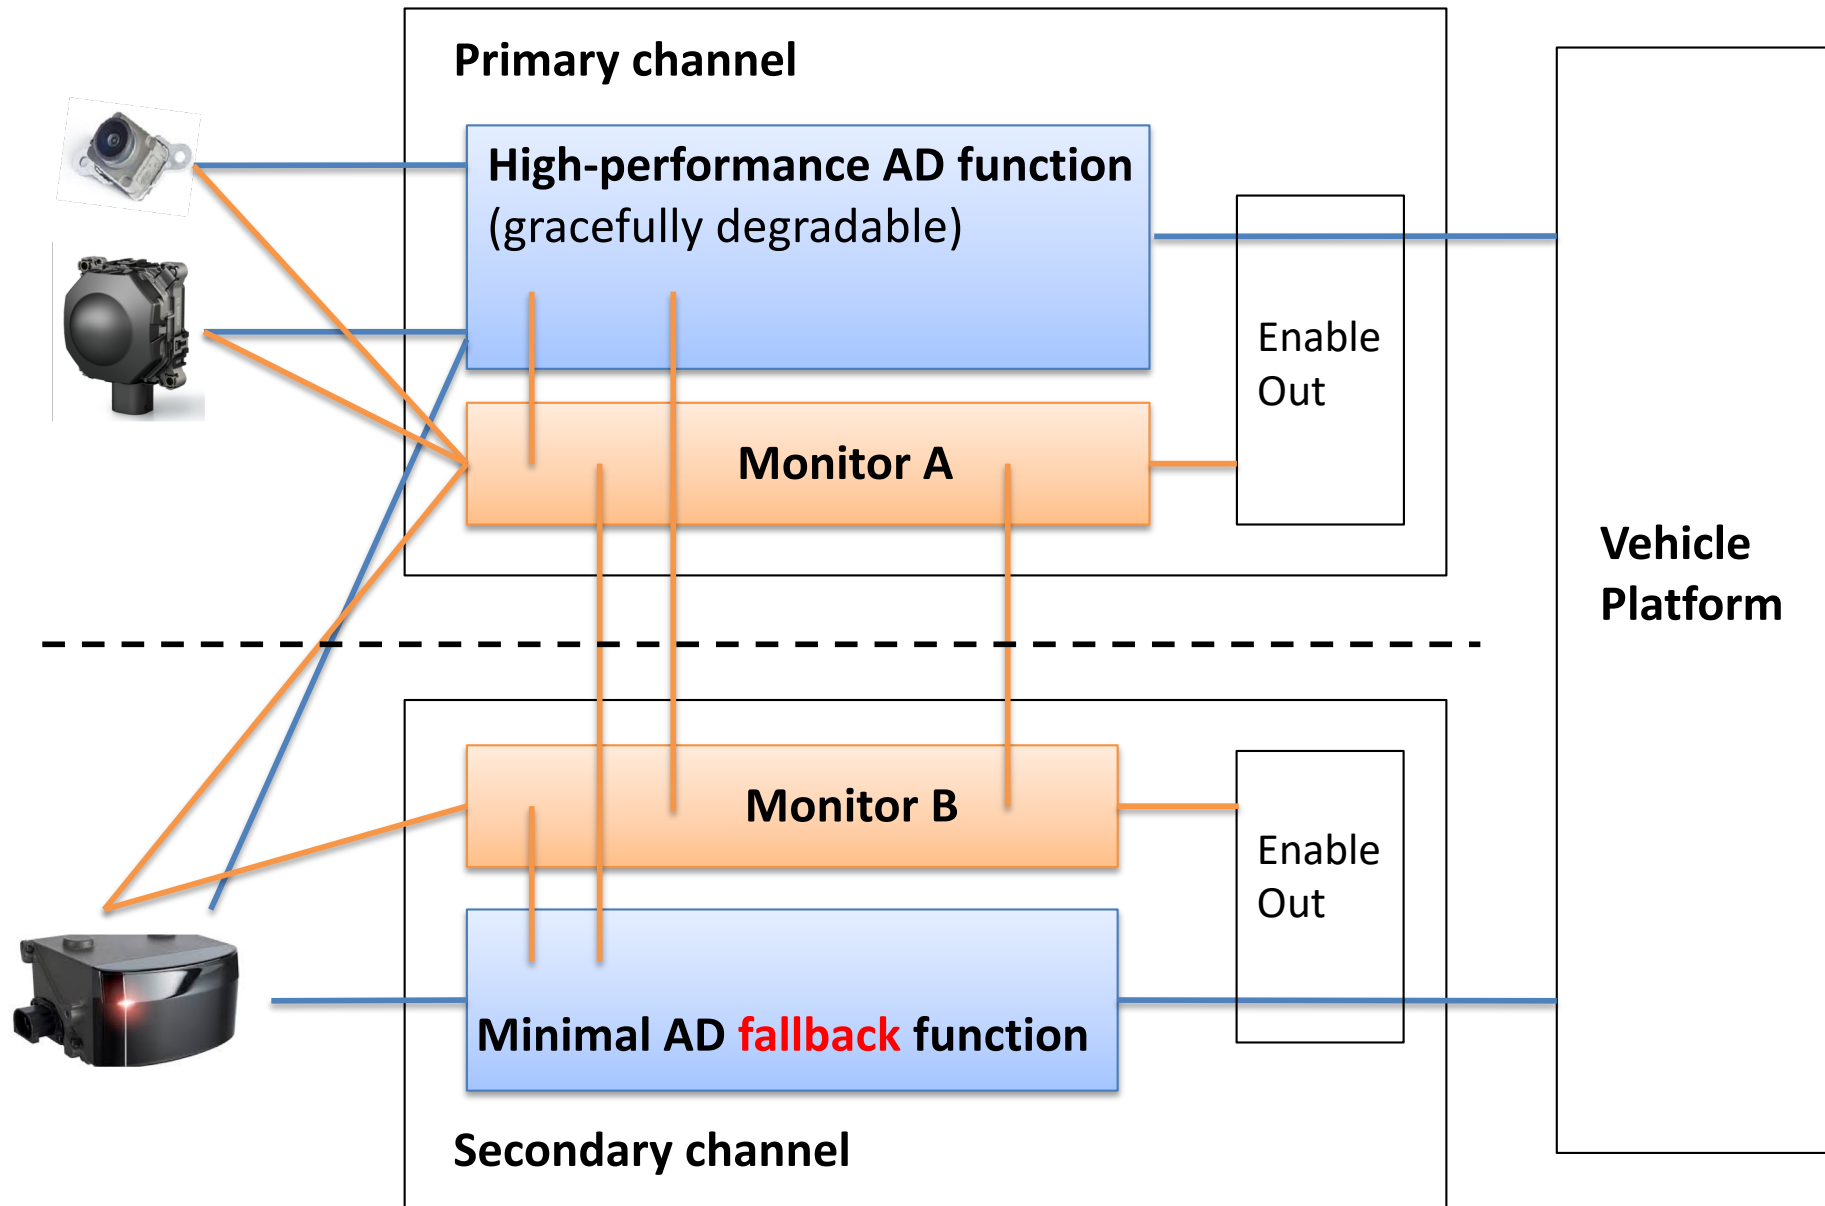 Primary channel
High-performance AD function
(gracefully degradable)
Enable
Out
Monitor A
Vehicle
Platform
Monitor B
Enable
Out
Minimal AD fallback function
Secondary channel